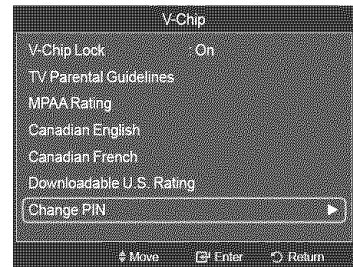 V-Chip
V-Chip Lock : On
TV Parental Guidelines
MPAA Rating
Canadian English
Canadian French
Downloadable U.S. Rating
Change PIN
Move Enter Return